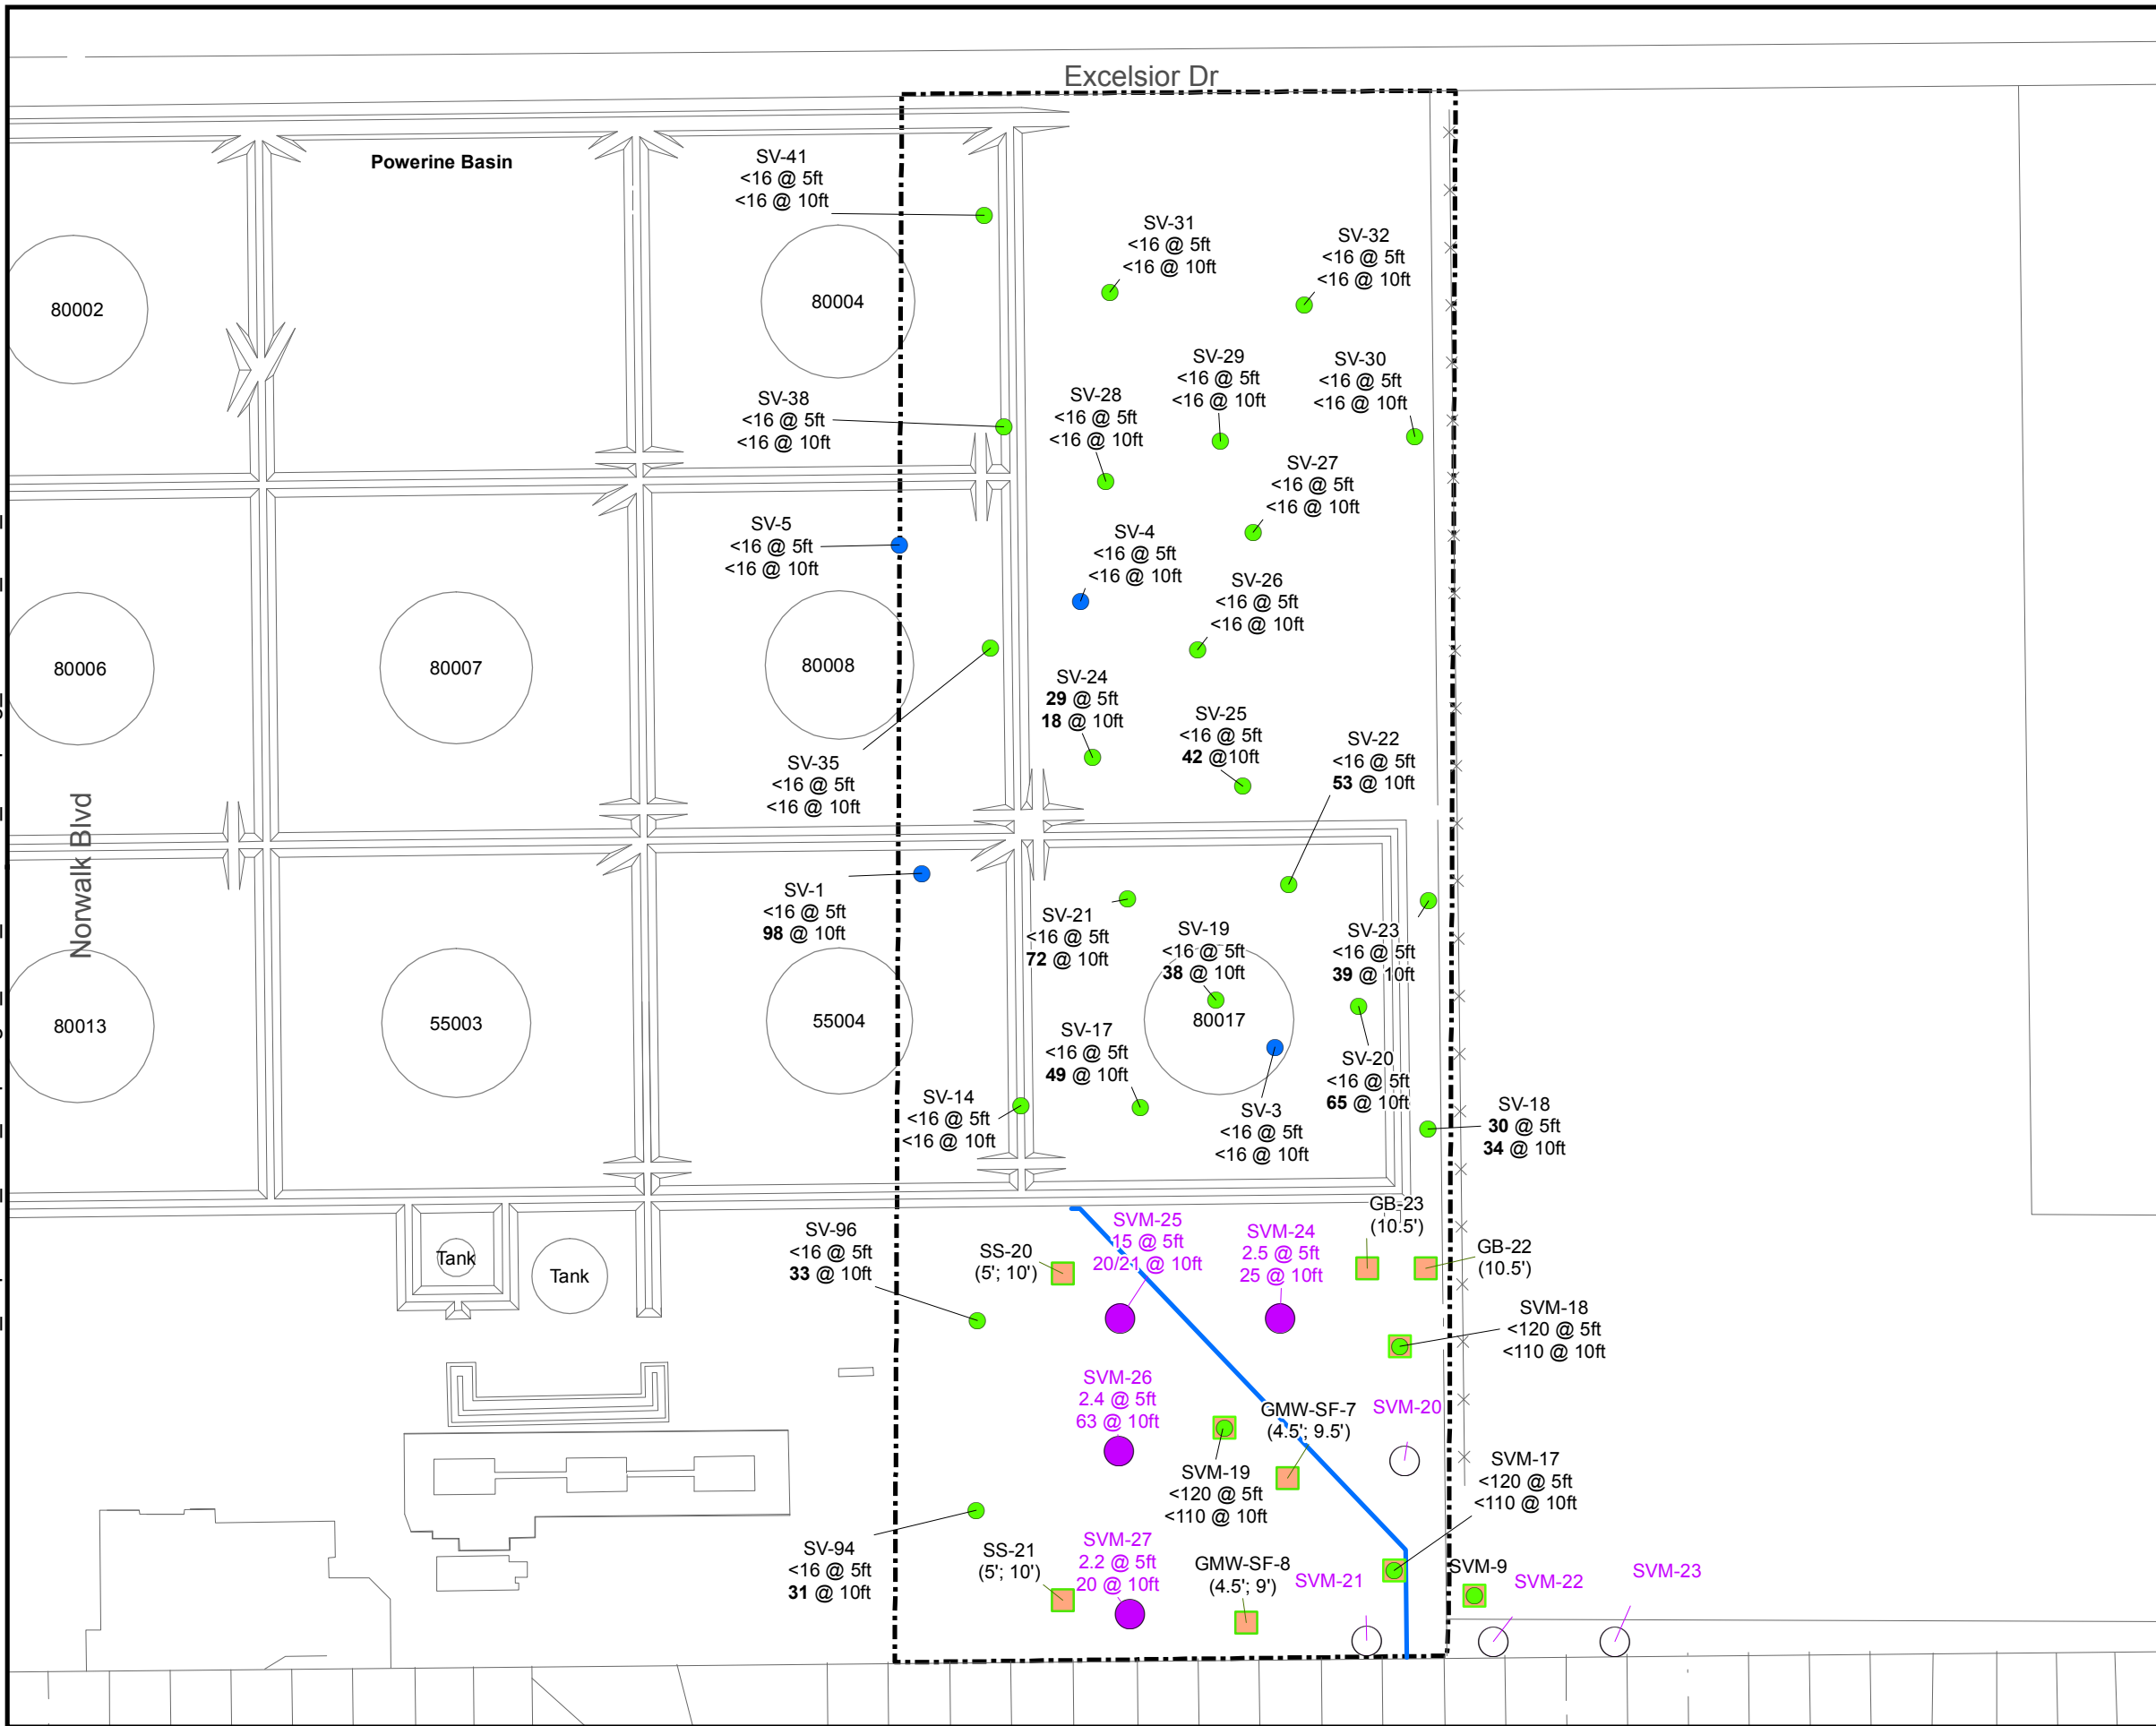 Excelsior Dr
Powerine Basin
SV-41
<16 @ 5ft
<16 @ 10ft
SV-31
<16 @ 5ft
<16 @ 10ft
SV-32
<16 @ 5ft
<16 @ 10ft
80002
80004
SV-29
<16 @ 5ft
<16 @ 10ft
SV-30
<16 @ 5ft
<16 @ 10ft
SV-38
<16 @ 5ft
<16 @ 10ft
SV-28
<16 @ 5ft
<16 @ 10ft
SV-27
<16 @ 5ft
<16 @ 10ft
SV-5
<16 @ 5ft
<16 @ 10ft
SV-4
<16 @ 5ft
<16 @ 10ft
SV-26
<16 @ 5ft
<16 @ 10ft
80006
80007
80008
SV-24
29 @ 5ft
18 @ 10ft
SV-25
<16 @ 5ft
42 @10ft
SV-22
<16 @ 5ft
53 @ 10ft
SV-35
<16 @ 5ft
<16 @ 10ft
Norwalk Blvd
SV-1
<16 @ 5ft
98 @ 10ft
SV-21
<16 @ 5ft
72 @ 10ft
SV-19
<16 @ 5ft
38 @ 10ft
SV-23
<16 @ 5ft
39 @ 10ft
80013
55003
55004
80017
SV-17
<16 @ 5ft
49 @ 10ft
SV-20
<16 @ 5ft
65 @ 10ft
SV-14
<16 @ 5ft
<16 @ 10ft
SV-3
<16 @ 5ft
<16 @ 10ft
SV-18
30 @ 5ft
34 @ 10ft
GB-23
(10.5')
SV-96
<16 @ 5ft
33 @ 10ft
SS-20
(5'; 10')
SVM-25
15 @ 5ft
20/21 @ 10ft
SVM-24
2.5 @ 5ft
25 @ 10ft
GB-22
(10.5')
Tank
Tank
SVM-18
<120 @ 5ft
<110 @ 10ft
SVM-26
2.4 @ 5ft
63 @ 10ft
GMW-SF-7
(4.5'; 9.5')
SVM-20
SVM-19
<120 @ 5ft
<110 @ 10ft
SVM-17
<120 @ 5ft
<110 @ 10ft
SV-94
<16 @ 5ft
31 @ 10ft
SS-21
(5'; 10')
SVM-27
2.2 @ 5ft
20 @ 10ft
GMW-SF-8
(4.5'; 9')
SVM-21
SVM-9
SVM-22
SVM-23